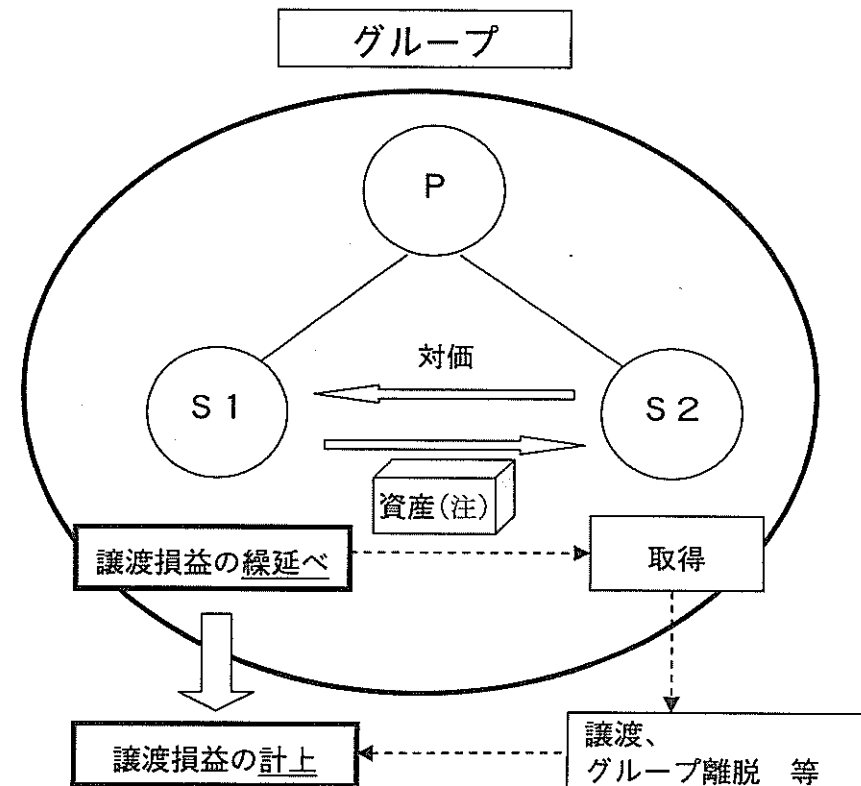 グループ
P
対価
S1
S2
資産(注)
譲渡損益の繰延べ
取得
譲渡損益の計上
譲渡、
グループ離脱 等